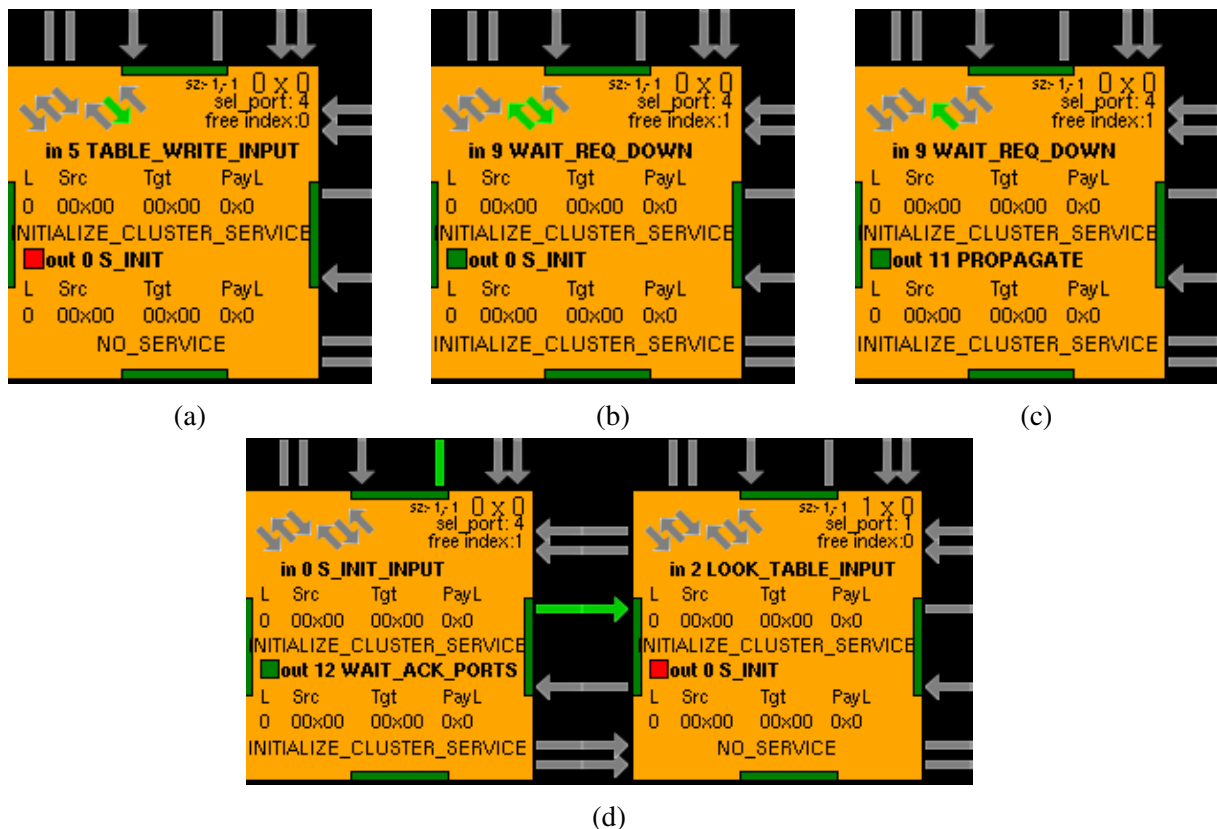 sz:-1,-1 0 x 0
sel_port: 4
free index:0
in 5 TABLE_WRITE_INPUT
L Src Tgt PayL
0 00x00 00x00 0x0
INITIALIZE_CLUSTER_SERVICE
out 0 S_INIT
L Src Tgt PayL
0 00x00 00x00 0x0
NO_SERVICE
(a)
sz:-1,-1 0 x 0
sel_port: 4
free index:1
in 9 WAIT_REQ_DOWN
L Src Tgt PayL
0 00x00 00x00 0x0
INITIALIZE_CLUSTER_SERVICE
out 0 S_INIT
L Src Tgt PayL
0 00x00 00x00 0x0
INITIALIZE_CLUSTER_SERVICE
(b)
sz:-1,-1 0 x 0
sel_port: 4
free index:1
in 9 WAIT_REQ_DOWN
L Src Tgt PayL
0 00x00 00x00 0x0
INITIALIZE_CLUSTER_SERVICE
out 11 PROPAGATE
L Src Tgt PayL
0 00x00 00x00 0x0
INITIALIZE_CLUSTER_SERVICE
(c)
sz:-1,-1 0 x 0
sel_port: 4
free index:1
in 0 S_INIT_INPUT
L Src Tgt PayL
0 00x00 00x00 0x0
INITIALIZE_CLUSTER_SERVICE
out 12 WAIT_ACK_PORTS
L Src Tgt PayL
0 00x00 00x00 0x0
INITIALIZE_CLUSTER_SERVICE
sz:-1,-1 1 x 0
sel_port: 1
free index:0
in 2 LOOK_TABLE_INPUT
L Src Tgt PayL
0 00x00 00x00 0x0
INITIALIZE_CLUSTER_SERVICE
out 0 S_INIT
L Src Tgt PayL
0 00x00 00x00 0x0
NO_SERVICE
(d)